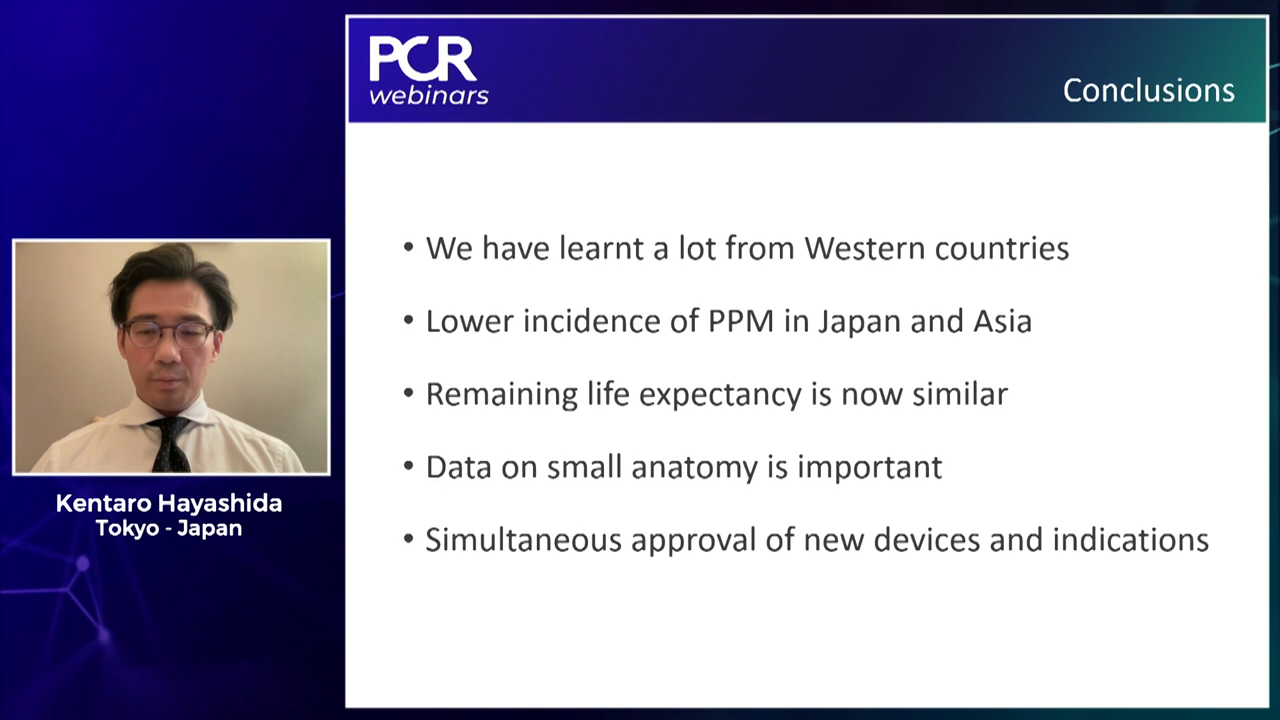 PCR
webinars
Conclusions
• We have learnt a lot from Western countries
• Lower incidence of PPM in Japan and Asia
• Remaining life expectancy is now similar
• Data on small anatomy is important
• Simultaneous approval of new devices and indications
Kentaro Hayashida
Tokyo - Japan